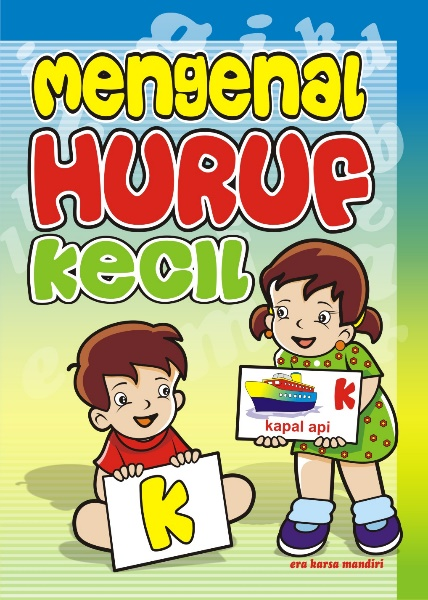 mengenal
HURUF
kecil
k
kapal api
k
era karsa mandiri